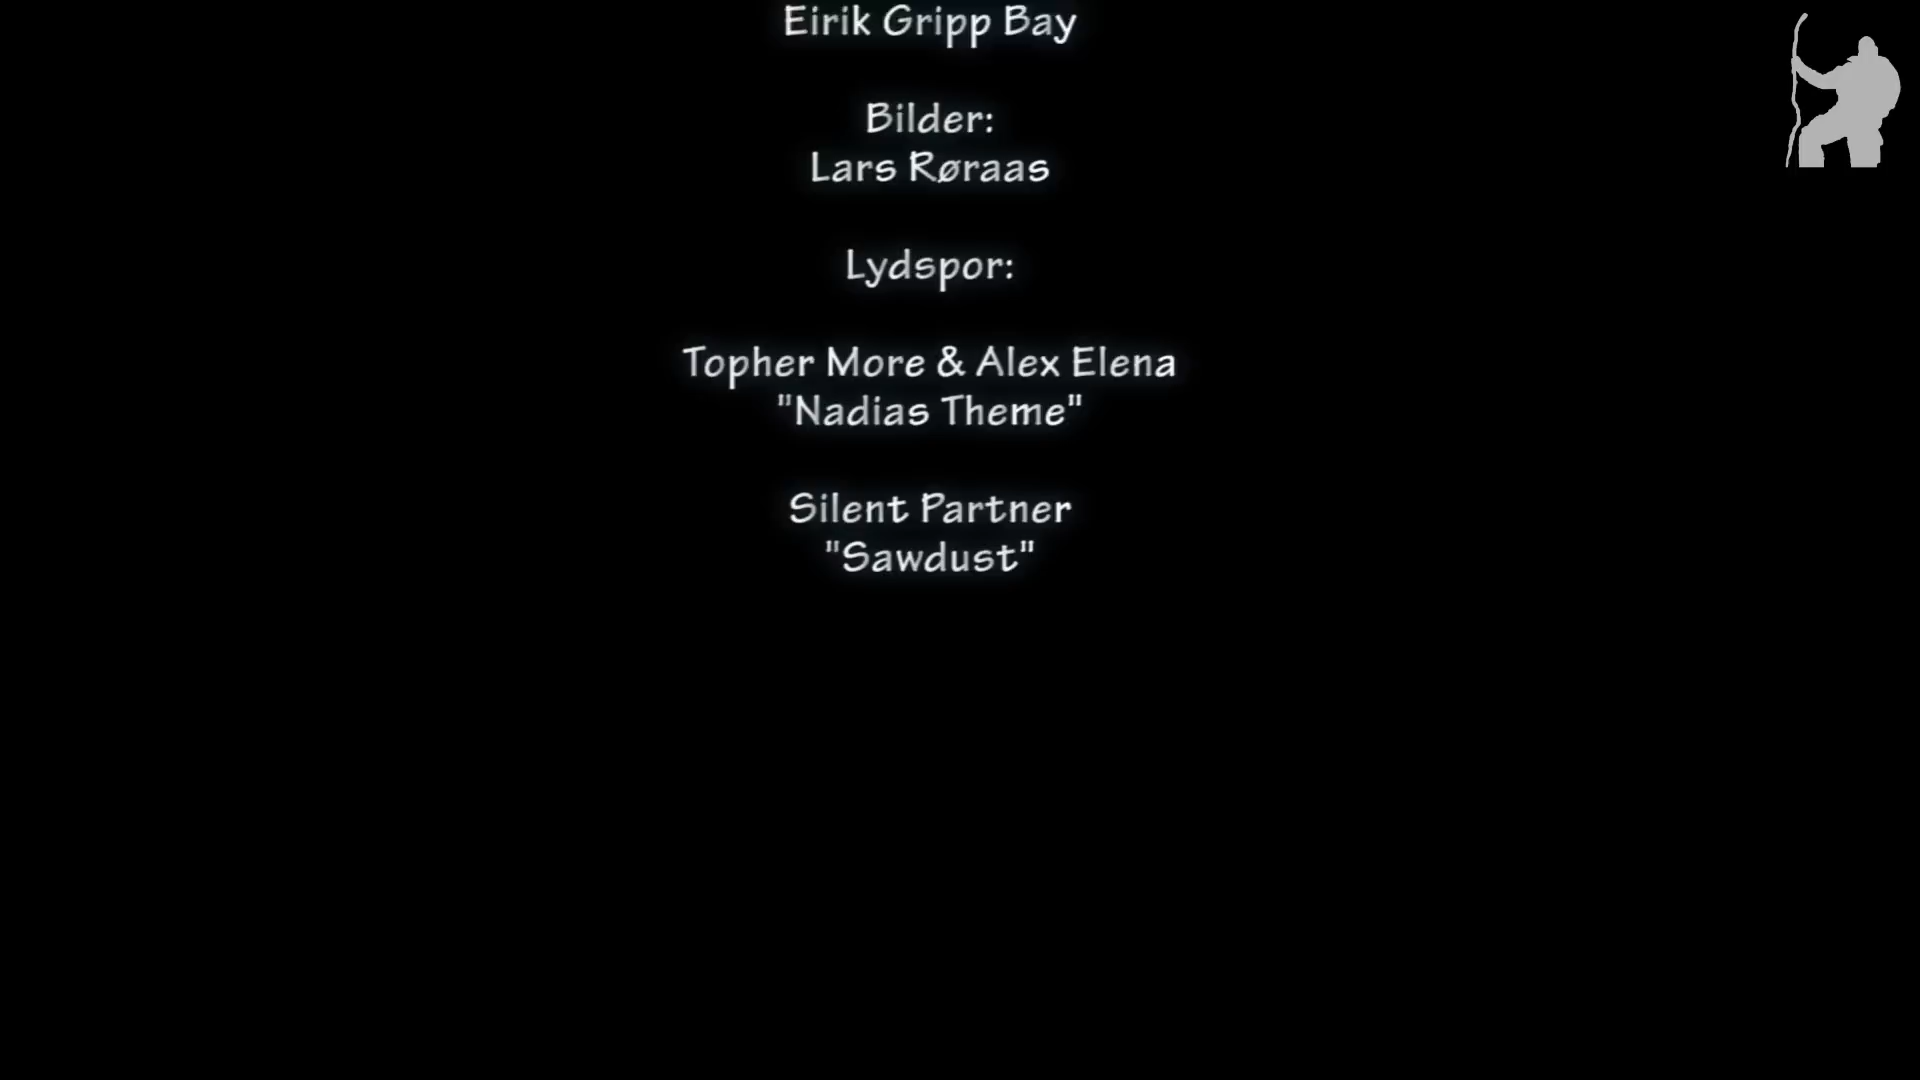 Eirik Gripp Bay
Bilder:
Lars Røraas
Lydspor:
Topher More & Alex Elena
"Nadias Theme"
Silent Partner
"Sawdust"